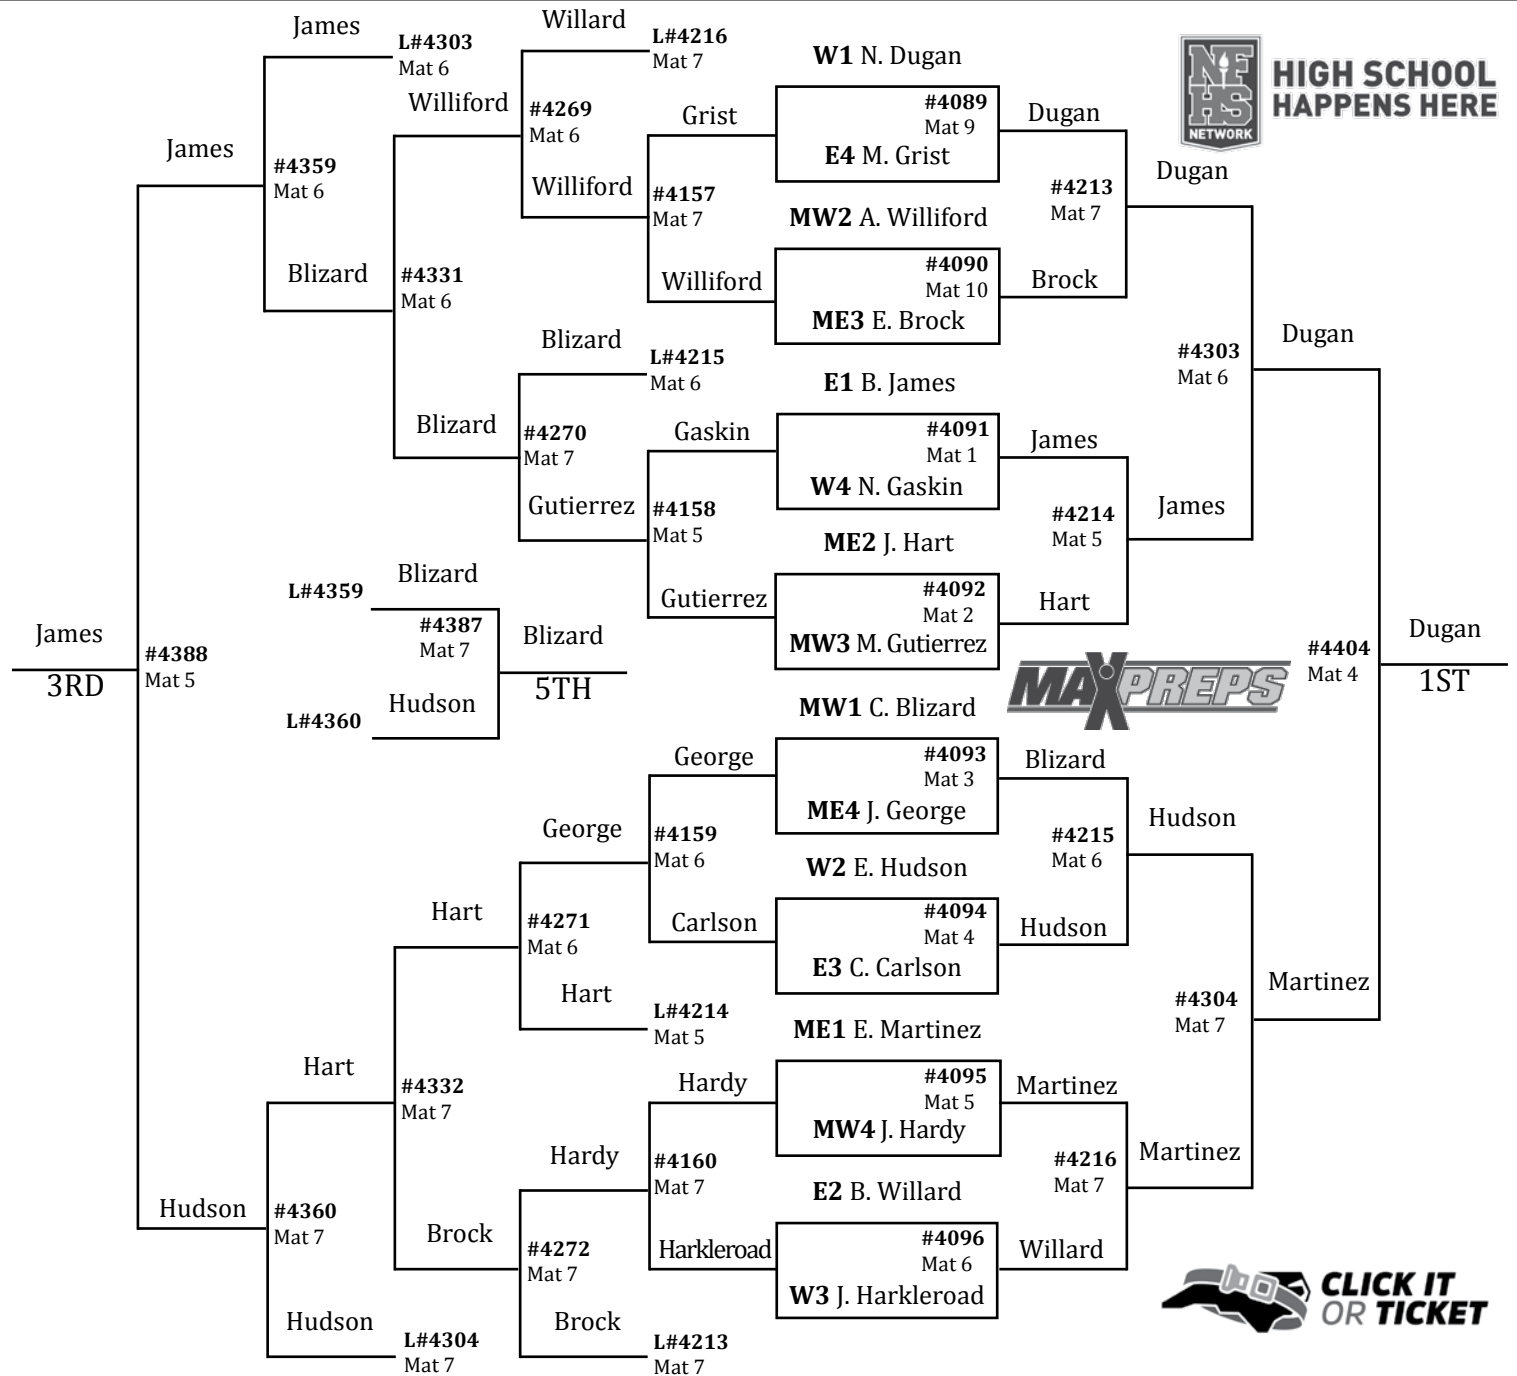 James
L#4303
Mat 6
Willard
L#4216
Mat 7
W1 N. Dugan
NFHS
NETWORK
HIGH SCHOOL
HAPPENS HERE
Williford
#4269
Mat 6
Grist
#4089
Mat 9
Dugan
James
#4359
Mat 6
E4 M. Grist
Dugan
Williford
#4157
Mat 7
#4213
Mat 7
MW2 A. Williford
Blizard
#4331
Mat 6
Williford
#4090
Mat 10
Brock
ME3 E. Brock
Blizard
L#4215
Mat 6
#4303
Mat 6
Dugan
E1 B. James
Blizard
#4270
Mat 7
Gaskin
#4091
Mat 1
James
W4 N. Gaskin
Gutierrez
#4158
Mat 5
#4214
Mat 5
James
ME2 J. Hart
L#4359
Blizard
Gutierrez
#4092
Mat 2
Hart
MW3 M. Gutierrez
James
3RD
#4388
Mat 5
#4387
Mat 7
Blizard
5TH
L#4360
Hudson
MAXPREPS
#4404
Mat 4
Dugan
1ST
MW1 C. Blizard
George
#4093
Mat 3
Blizard
ME4 J. George
George
#4159
Mat 6
#4215
Mat 6
Hudson
W2 E. Hudson
Hart
#4271
Mat 6
Carlson
#4094
Mat 4
Hudson
E3 C. Carlson
Hart
L#4214
Mat 5
#4304
Mat 7
Martinez
ME1 E. Martinez
Hart
#4332
Mat 7
Hardy
#4095
Mat 5
Martinez
MW4 J. Hardy
Hardy
#4160
Mat 7
#4216
Mat 7
Martinez
E2 B. Willard
Hudson
#4360
Mat 7
Brock
#4272
Mat 7
Harkleroad
#4096
Mat 6
Willard
W3 J. Harkleroad
Hudson
L#4304
Mat 7
Brock
L#4213
Mat 7
CLICK IT
OR TICKET